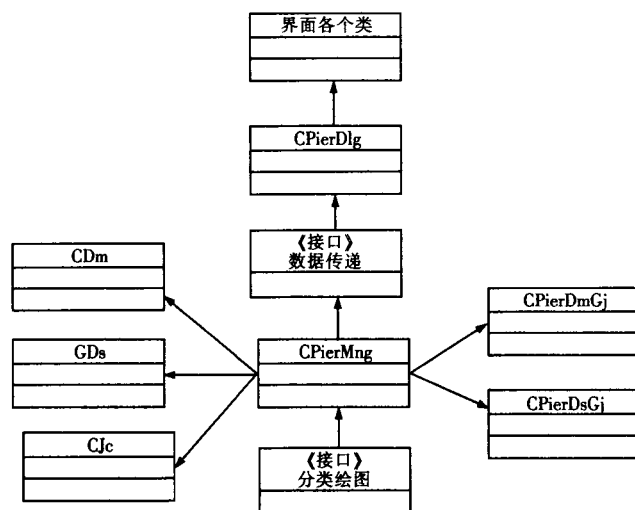 界面各个类
CPierDlg
《接口》
数据传递
CDm
CPierDmGj
GDs
CPierMng
CPierDsGj
CJc
《接口》
分类绘图